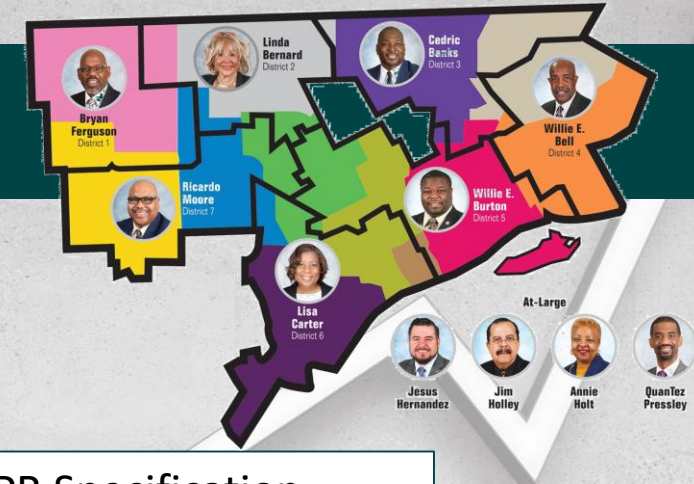 Linda
Bernard
District 2
Cedric
Banks
District 3
Bryan
Ferguson
District 1
Willie E.
Bell
District 4
Ricardo
Moore
District 7
Willie E.
Burton
District 5
Lisa
Carter
District 6
At-Large
Jesus
Hernandez
Jim
Holley
Annie
Holt
QuanTez
Pressley